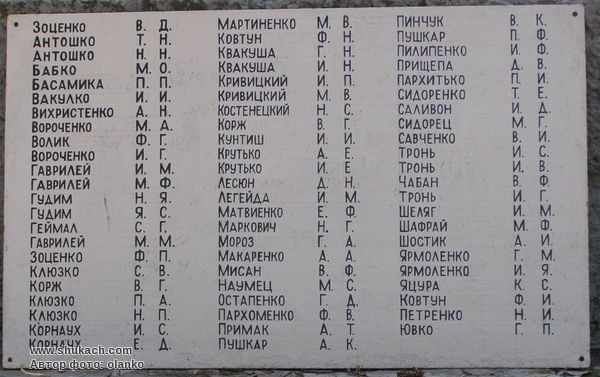 Зоценко В. Д.
Антошко Т. Н.
Антошко Н. Н.
Бабко М. О.
Басамика П. П.
Вакулко И. И.
Вихристенко А. Н.
Вороченко М. А.
Волик Ф. Г.
Вороченко И. Г.
Гаврилей И. М.
Гаврилей М. Ф.
Гудим Н. Я.
Гудим Я. С.
Геймал С. Г.
Гаврилей М. М.
Зоценко Ф. П.
Клюзко С. В.
Корж В. Г.
Клюзко П. А.
Клюзко Н. П.
Корнаух И. С.
Корнаух Е. Д.
Мартиненко М. В.
Ковтун Ф. Н.
Квакуша Г. Н.
Квакуша И. Н.
Кривицкий И. П.
Кривицкий М. В.
Костенецкий Н. С.
Корж В. Г.
Кунтиш И. И.
Крутько А. Е.
Крутько И. Е
Лесюн Д. Н.
Легейда И. М.
Матвиенко Е. Ф.
Маркович Н. Г.
Мороз Г. А.
Макаренко А. А.
Мисан В. Ф.
Наумец М. С.
Остапенко Г. Д.
Пархоменко Ф. В.
Примак А. Т.
Пушкар А. К.
Пинчук В. К.
Пушкар П. Ф.
Пилипенко И. Ф.
Прищепа Д. В.
Пархитько П. И.
Сидоренко Т. Е.
Саливон И. Д.
Сидорец М. Г.
Савченко В. И.
Тронь И. С.
Тронь И. В.
Чабан В. Ф.
Тронь И. Г.
Шеляг И. М.
Шафрай М. Ф.
Шостик А. И.
Ярмоленко Г. М.
Ярмоленко И. Я.
Яцура К. С.
Ковтун Ф. И.
Петренко Н. И.
Ювко Г. П.
www.shukach.com
Автор фото: olanko